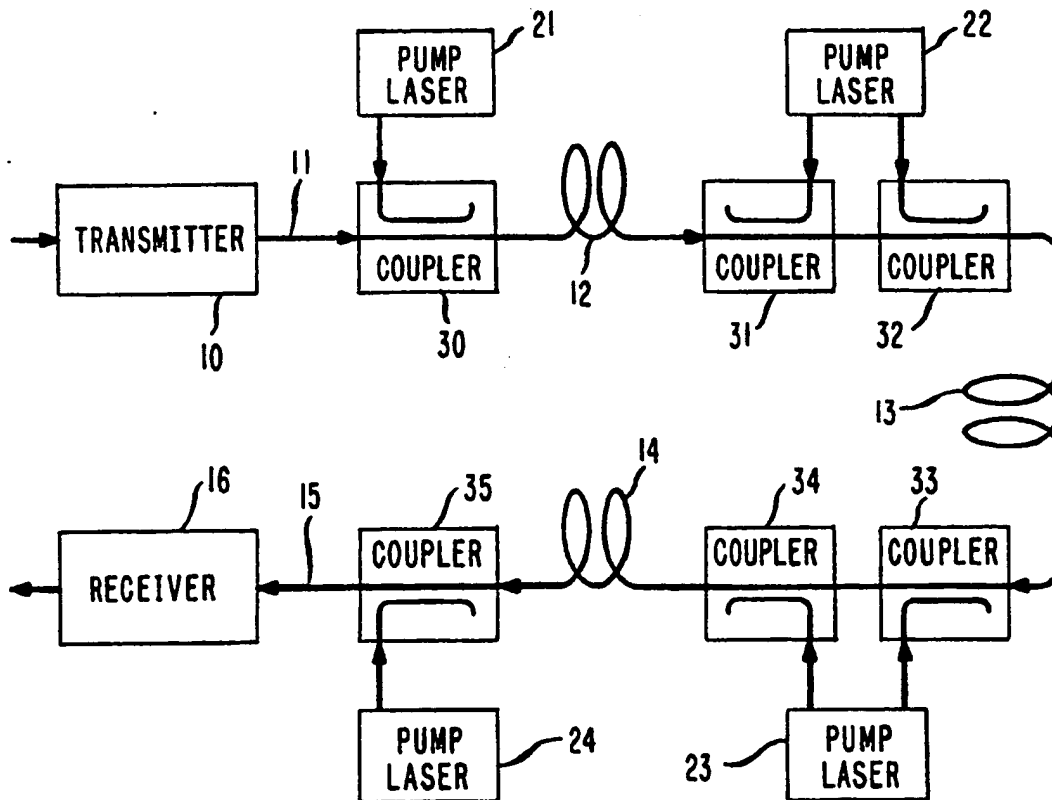 21
PUMP
LASER
22
PUMP
LASER
11
TRANSMITTER
COUPLER
COUPLER
COUPLER
10
30
12
31
32
13
16
15
35
14
34
33
RECEIVER
COUPLER
COUPLER
COUPLER
PUMP
LASER
24
23
PUMP
LASER